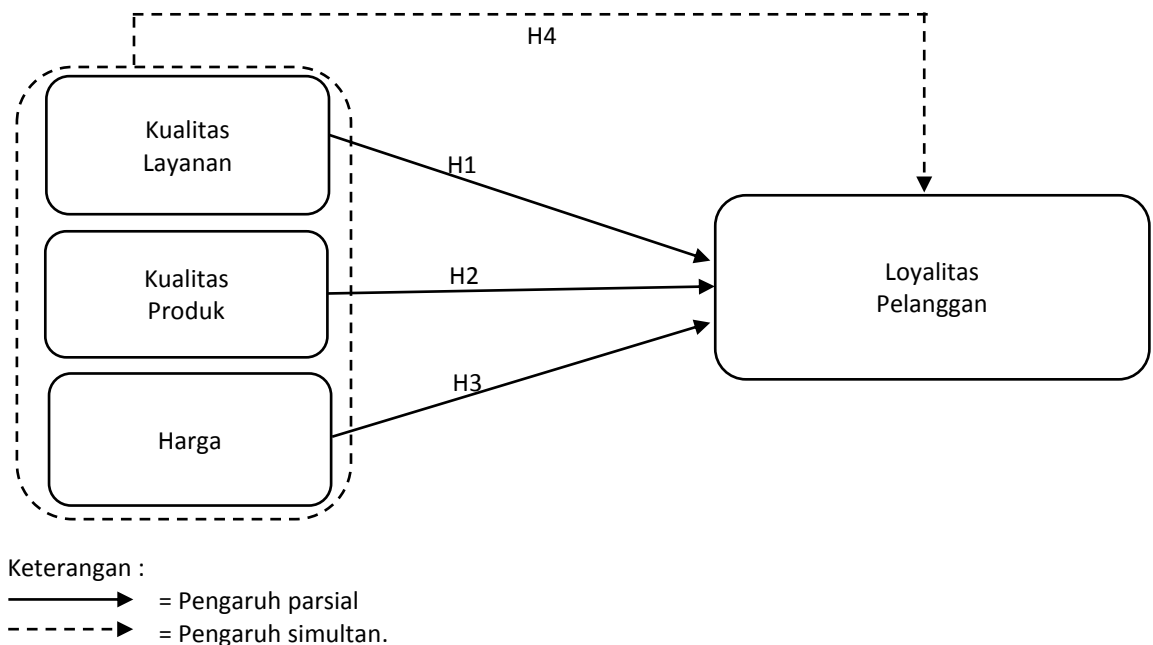 H4
Kualitas
Layanan
H1
Kualitas
Produk
H2
Loyalitas
Pelanggan
H3
Harga
Keterangan :
= Pengaruh parsial
= Pengaruh simultan.